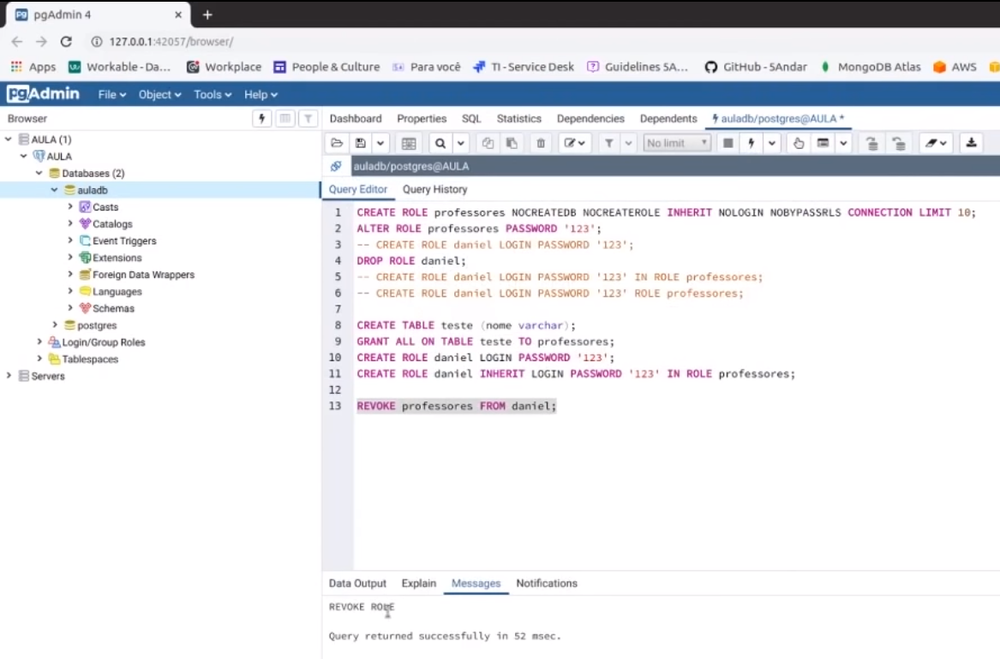 pgAdmin 4
127.0.0.1:42057/browser/
Apps Workable - Da... Workplace People & Culture Para você TI - Service Desk Guidelines 5A... GitHub - 5Andar MongoDB Atlas AWS
pgAdmin File Object Tools Help
Browser
Dashboard Properties SQL Statistics Dependencies Dependents auladb/postgres@AULA *
No limit
auladb/postgres@AULA
Query Editor Query History
AULA (1)
AULA
Databases (2)
auladb
Casts
Catalogs
Event Triggers
Extensions
Foreign Data Wrappers
Languages
Schemas
postgres
Login/Group Roles
Tablespaces
Servers
1 CREATE ROLE professores NOCREATEDB NOCREATEROLE INHERIT NOLOGIN NOBYPASSRLS CONNECTION LIMIT 10;
2 ALTER ROLE professores PASSWORD '123';
3 -- CREATE ROLE daniel LOGIN PASSWORD '123';
4 DROP ROLE daniel;
5 -- CREATE ROLE daniel LOGIN PASSWORD '123' IN ROLE professores;
6 -- CREATE ROLE daniel LOGIN PASSWORD '123' ROLE professores;
7
8 CREATE TABLE teste (nome varchar);
9 GRANT ALL ON TABLE teste TO professores;
10 CREATE ROLE daniel LOGIN PASSWORD '123';
11 CREATE ROLE daniel INHERIT LOGIN PASSWORD '123' IN ROLE professores;
12
13 REVOKE professores FROM daniel;
Data Output Explain Messages Notifications
REVOKE ROLE
Query returned successfully in 52 msec.